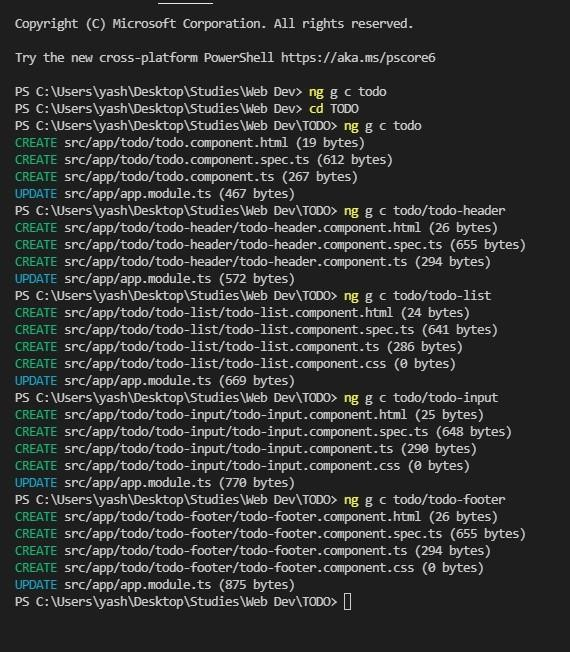 Copyright (C) Microsoft Corporation. All rights reserved.
Try the new cross-platform PowerShell https://aka.ms/pscore6
PS C:\Users\yash\Desktop\Studies\Web Dev> ng g c todo
PS C:\Users\yash\Desktop\Studies\Web Dev> cd TODO
PS C:\Users\yash\Desktop\Studies\Web Dev\TODO> ng g c todo
CREATE src/app/todo/todo.component.html (19 bytes)
CREATE src/app/todo/todo.component.spec.ts (612 bytes)
CREATE src/app/todo/todo.component.ts (267 bytes)
UPDATE src/app/app.module.ts (467 bytes)
PS C:\Users\yash\Desktop\Studies\Web Dev\TODO> ng g c todo/todo-header
CREATE src/app/todo/todo-header/todo-header.component.html (26 bytes)
CREATE src/app/todo/todo-header/todo-header.component.spec.ts (655 bytes)
CREATE src/app/todo/todo-header/todo-header.component.ts (294 bytes)
UPDATE src/app/app.module.ts (572 bytes)
PS C:\Users\yash\Desktop\Studies\Web Dev\TODO> ng g c todo/todo-list
CREATE src/app/todo/todo-list/todo-list.component.html (24 bytes)
CREATE src/app/todo/todo-list/todo-list.component.spec.ts (641 bytes)
CREATE src/app/todo/todo-list/todo-list.component.ts (286 bytes)
CREATE src/app/todo/todo-list/todo-list.component.css (0 bytes)
UPDATE src/app/app.module.ts (669 bytes)
PS C:\Users\yash\Desktop\Studies\Web Dev\TODO> ng g c todo/todo-input
CREATE src/app/todo/todo-input/todo-input.component.html (25 bytes)
CREATE src/app/todo/todo-input/todo-input.component.spec.ts (648 bytes)
CREATE src/app/todo/todo-input/todo-input.component.ts (290 bytes)
CREATE src/app/todo/todo-input/todo-input.component.css (0 bytes)
UPDATE src/app/app.module.ts (770 bytes)
PS C:\Users\yash\Desktop\Studies\Web Dev\TODO> ng g c todo/todo-footer
CREATE src/app/todo/todo-footer/todo-footer.component.html (26 bytes)
CREATE src/app/todo/todo-footer/todo-footer.component.spec.ts (655 bytes)
CREATE src/app/todo/todo-footer/todo-footer.component.ts (294 bytes)
CREATE src/app/todo/todo-footer/todo-footer.component.css (0 bytes)
UPDATE src/app/app.module.ts (875 bytes)
PS C:\Users\yash\Desktop\Studies\Web Dev\TODO>